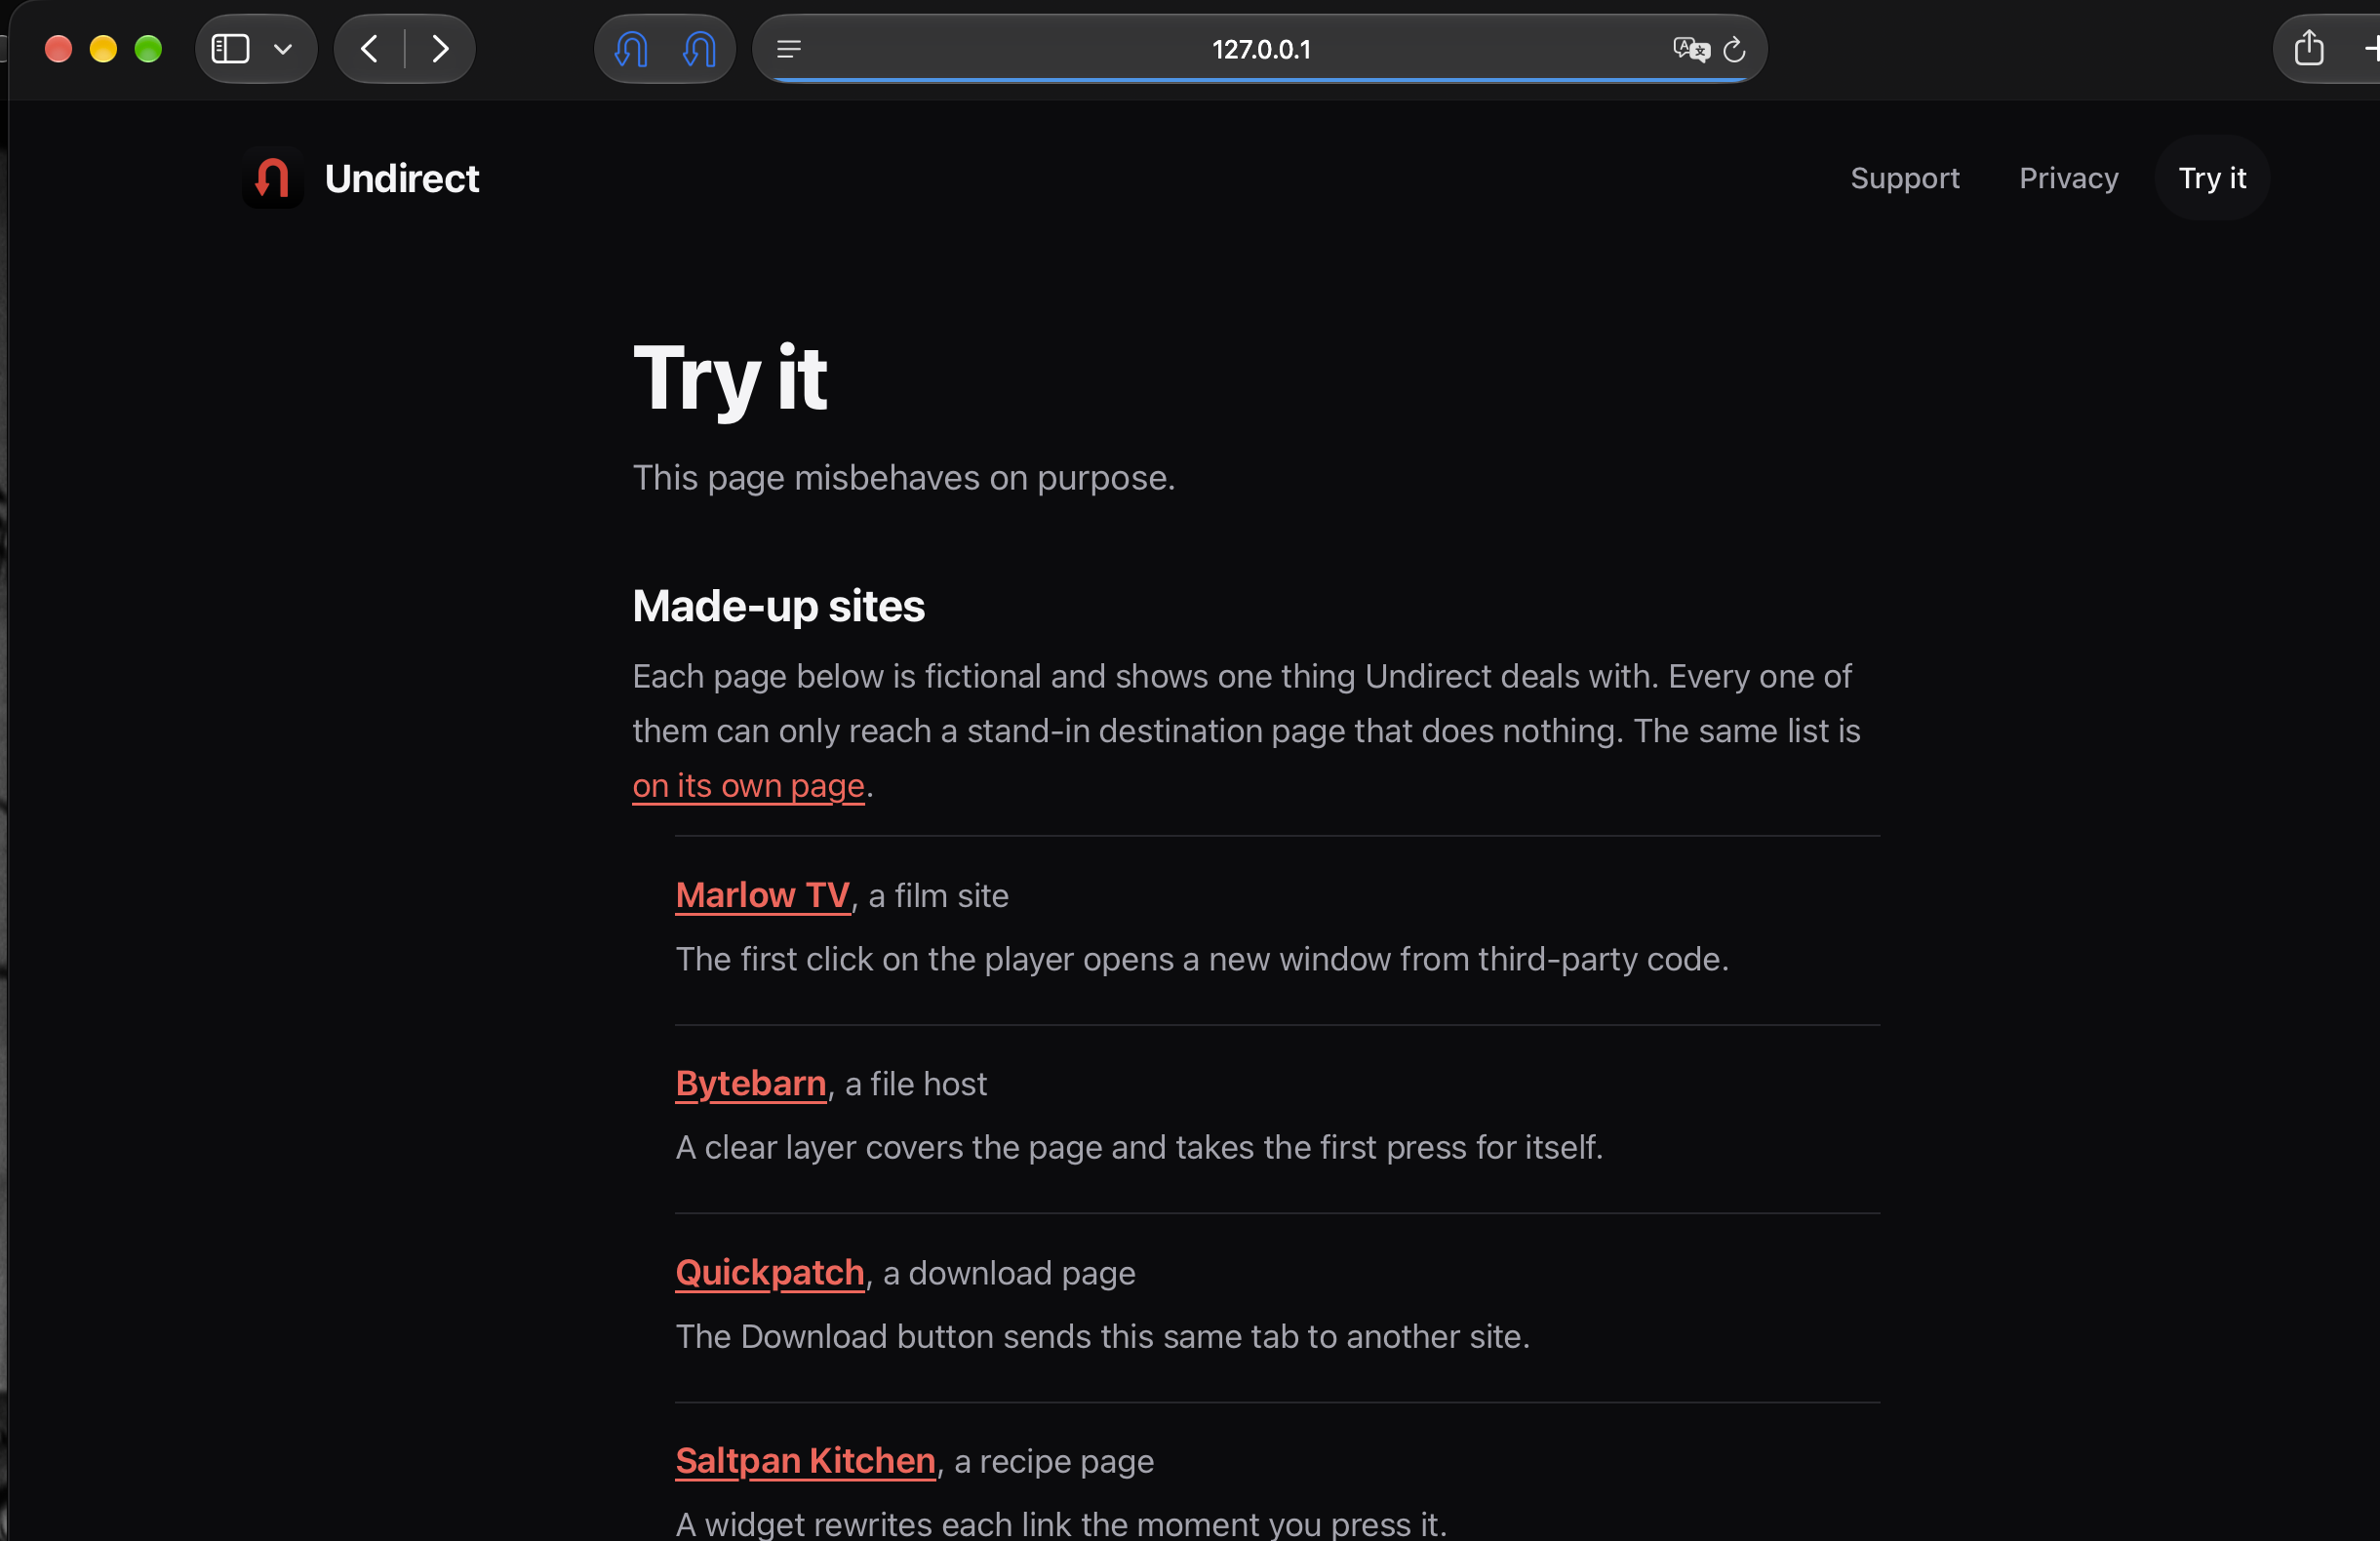 127.0.0.1
Undirect
Support
Privacy
Try it
Try it
This page misbehaves on purpose.
Made-up sites
Each page below is fictional and shows one thing Undirect deals with. Every one of
them can only reach a stand-in destination page that does nothing. The same list is
on its own page.
Marlow TV, a film site
The first click on the player opens a new window from third-party code.
Bytebarn, a file host
A clear layer covers the page and takes the first press for itself.
Quickpatch, a download page
The Download button sends this same tab to another site.
Saltpan Kitchen, a recipe page
A widget rewrites each link the moment you press it.